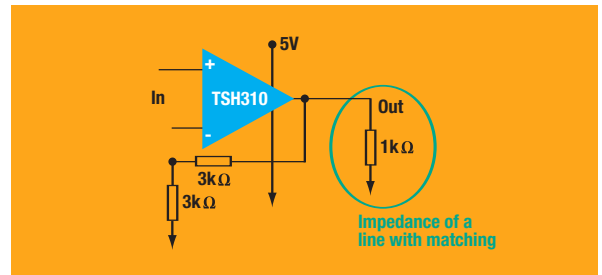 5V
+
In
TSH310
-
Out
1kΩ
3kΩ
3kΩ
Impedance of a
line with matching